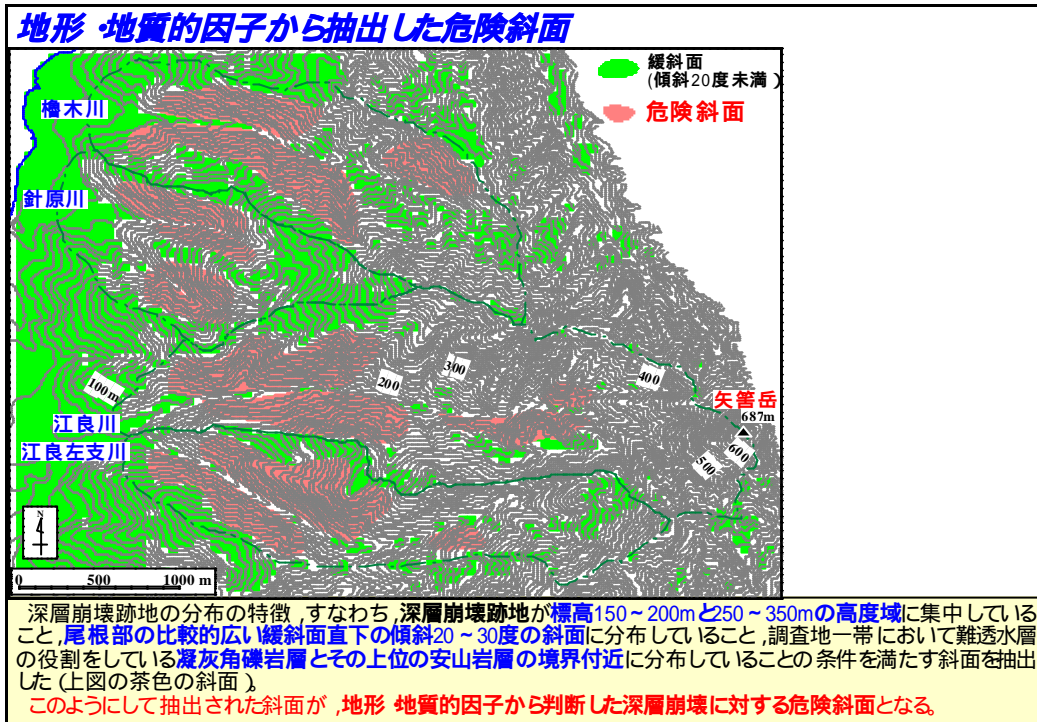 地形・地質的因子から抽出した危険斜面
緩斜面
(傾斜20度未満)
危険斜面
櫓木川
針原川
100m
200
300
400
矢筈岳
687m
600
500
江良川
江良左支川
N
0 500 1000 m
深層崩壊跡地の分布の特徴,すなわち,深層崩壊跡地が標高150~200mと250~350mの高度域に集中している
こと,尾根部の比較的広い緩斜面直下の傾斜20~30度の斜面に分布していること,調査地一帯において難透水層
の役割をしている凝灰角礫岩層とその上位の安山岩層の境界付近に分布していることの条件を満たす斜面を抽出
した(上図の茶色の斜面)。
このようにして抽出された斜面が,地形・地質的因子から判断した深層崩壊に対する危険斜面となる。